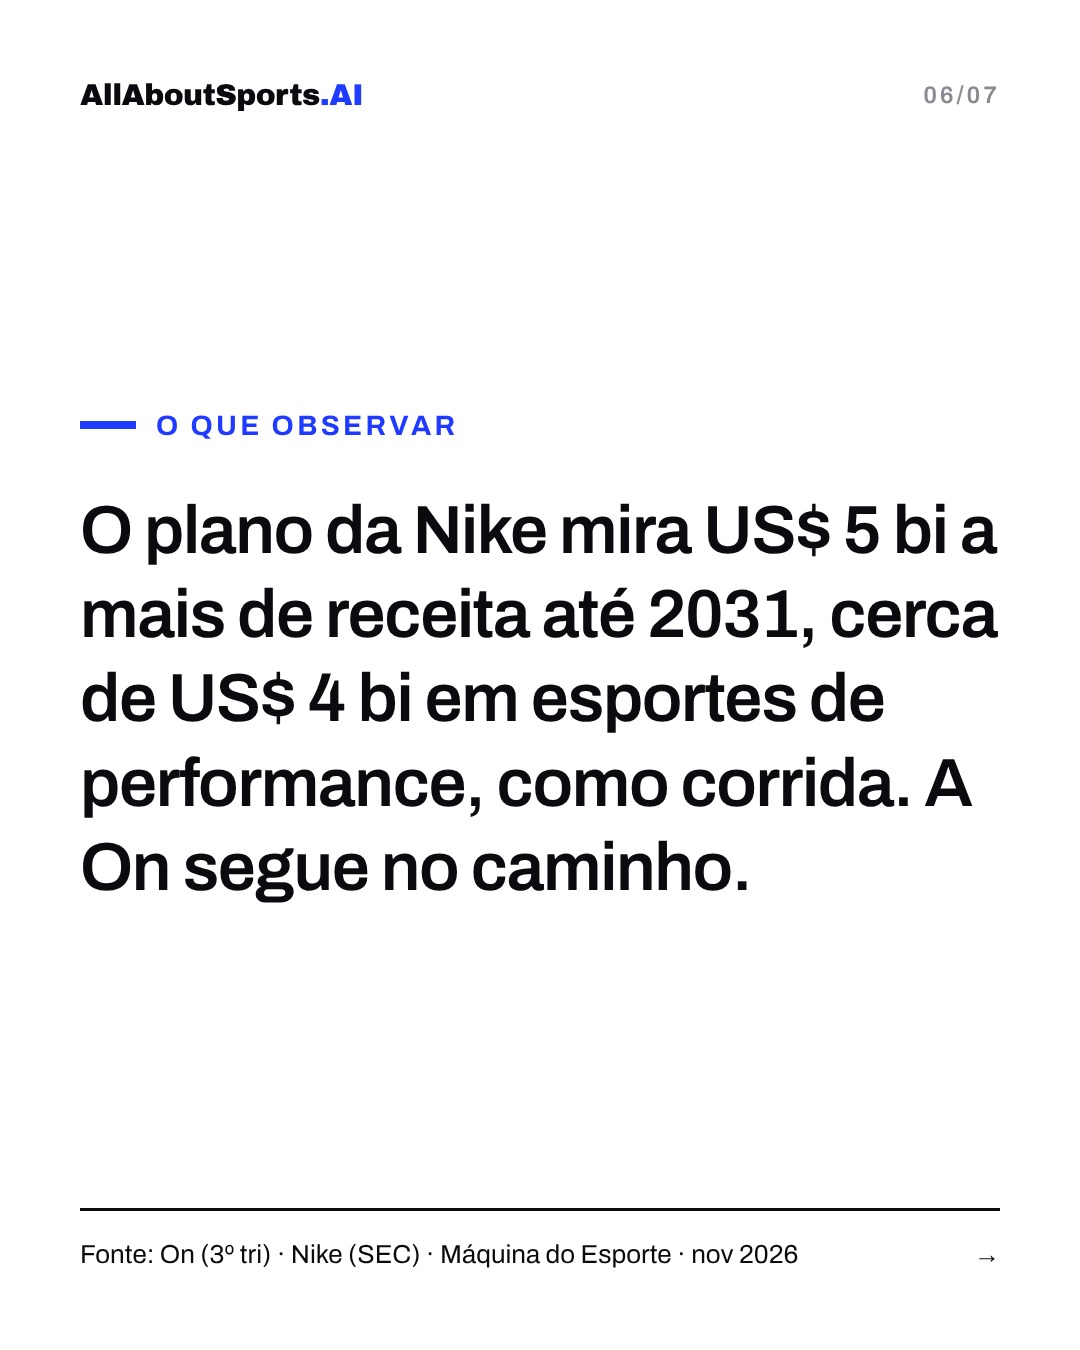 AllAboutSports.AI
06/07
O QUE OBSERVAR
O plano da Nike mira US$ 5 bi a
mais de receita até 2031, cerca
de US$ 4 bi em esportes de
performance, como corrida. A
On segue no caminho.
Fonte: On (3º tri) · Nike (SEC) · Máquina do Esporte · nov 2026 →